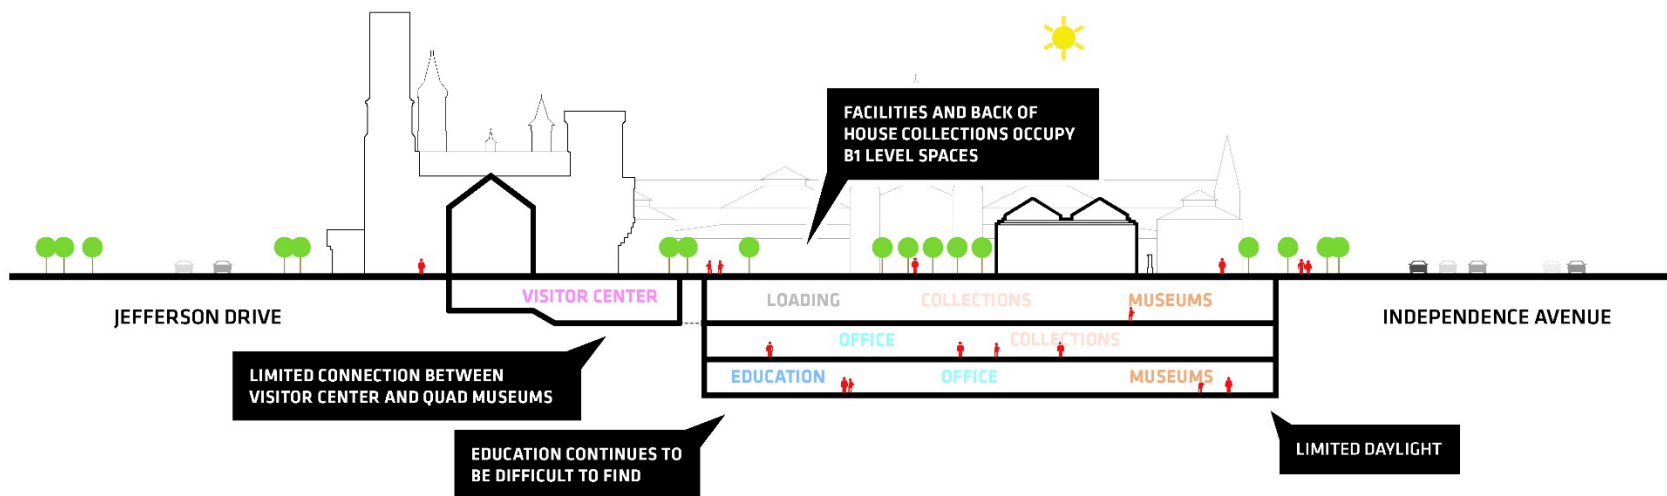 FACILITIES AND BACK OF
HOUSE COLLECTIONS OCCUPY
B1 LEVEL SPACES
VISITOR CENTER
LOADING
COLLECTIONS
MUSEUMS
JEFFERSON DRIVE
INDEPENDENCE AVENUE
OFFICE
COLLECTIONS
EDUCATION
OFFICE
MUSEUMS
LIMITED CONNECTION BETWEEN
VISITOR CENTER AND QUAD MUSEUMS
EDUCATION CONTINUES TO
BE DIFFICULT TO FIND
LIMITED DAYLIGHT